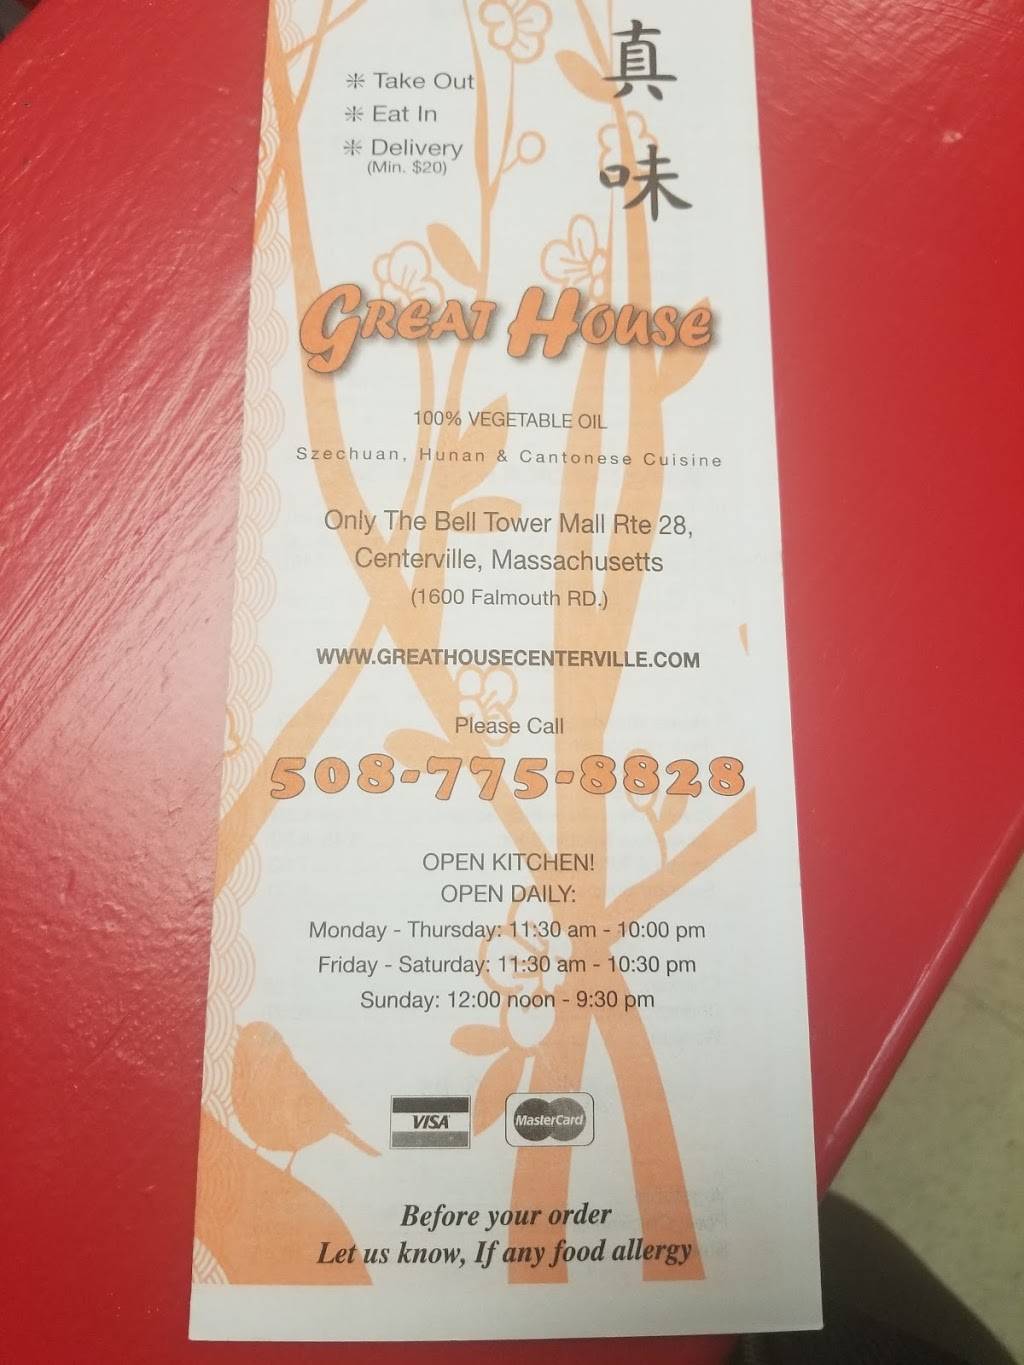 ✻ Take Out
✻ Eat In
✻ Delivery
(Min. $20)
真味
GREAT HOUSE
100% VEGETABLE OIL
Szechuan, Hunan & Cantonese Cuisine
Only The Bell Tower Mall Rte 28,
Centerville, Massachusetts
(1600 Falmouth RD.)
WWW.GREATHOUSECENTERVILLE.COM
Please Call
508-775-8828
OPEN KITCHEN!
OPEN DAILY:
Monday - Thursday: 11:30 am - 10:00 pm
Friday - Saturday: 11:30 am - 10:30 pm
Sunday: 12:00 noon - 9:30 pm
VISA
MasterCard
Before your order
Let us know, If any food allergy